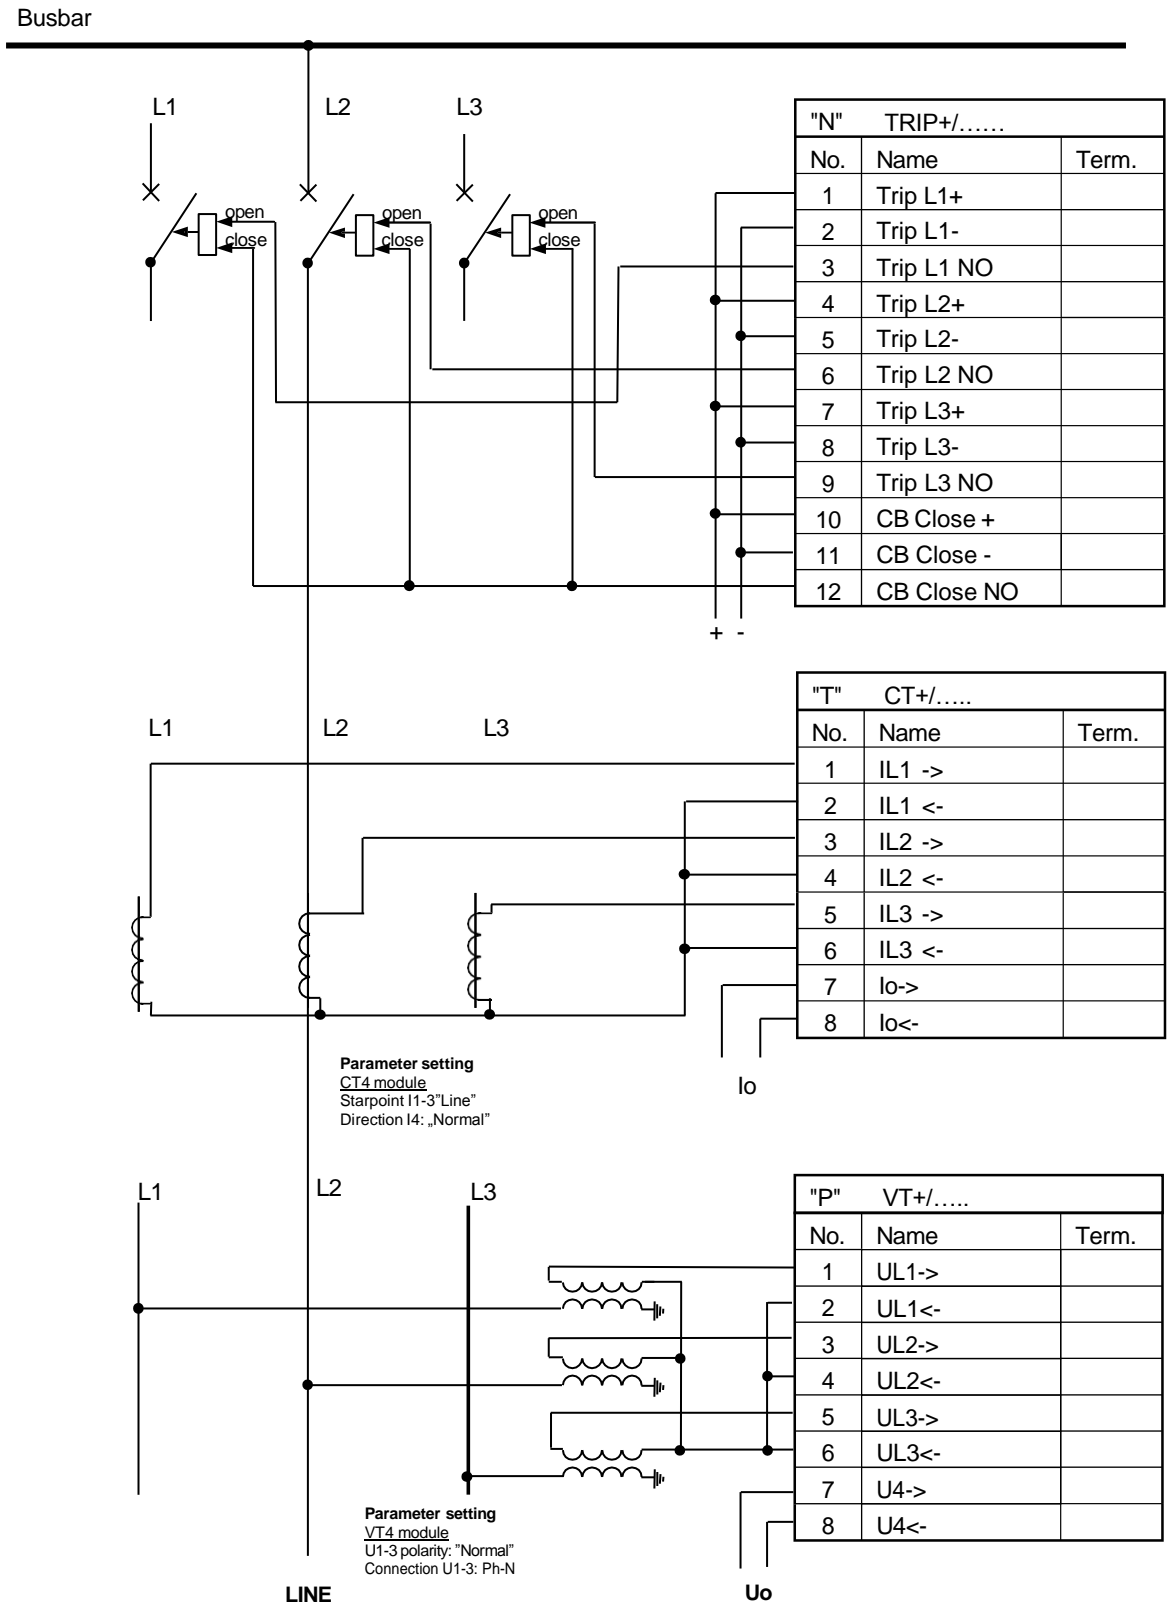 Busbar
L1 L2 L3
open open open
close close close
"N" TRIP+/……
No. Name Term.
1 Trip L1+
2 Trip L1-
3 Trip L1 NO
4 Trip L2+
5 Trip L2-
6 Trip L2 NO
7 Trip L3+
8 Trip L3-
9 Trip L3 NO
10 CB Close +
11 CB Close -
12 CB Close NO
+ -
L1 L2 L3
"T" CT+/…..
No. Name Term.
1 IL1 ->
2 IL1 <-
3 IL2 ->
4 IL2 <-
5 IL3 ->
6 IL3 <-
7 Io->
8 Io<-
Io
Parameter setting
CT4 module
Starpoint I1-3"Line”
Direction I4: „Normal”
L1 L2 L3
"P" VT+/…..
No. Name Term.
1 UL1->
2 UL1<-
3 UL2->
4 UL2<-
5 UL3->
6 UL3<-
7 U4->
8 U4<-
Parameter setting
VT4 module
U1-3 polarity: ”Normal”
Connection U1-3: Ph-N
LINE
Uo